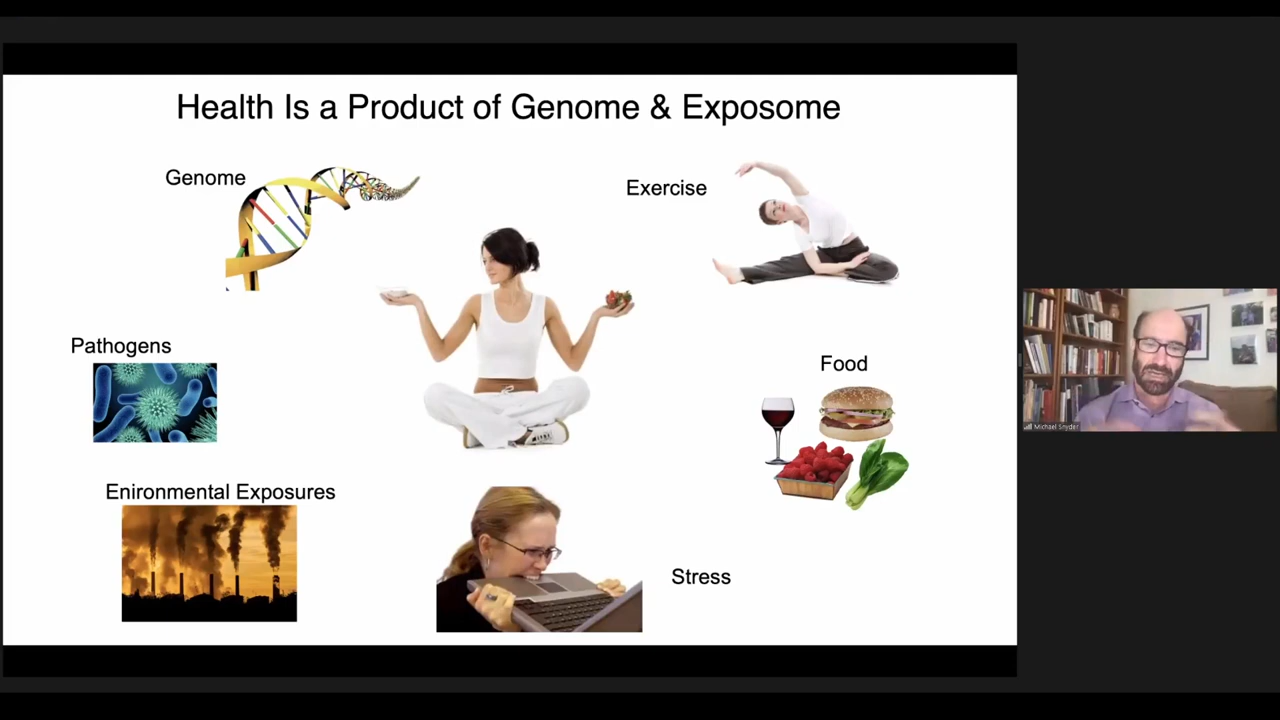 Health Is a Product of Genome & Exposome
Genome
Exercise
Pathogens
Food
Enironmental Exposures
Stress
Michael Snyder